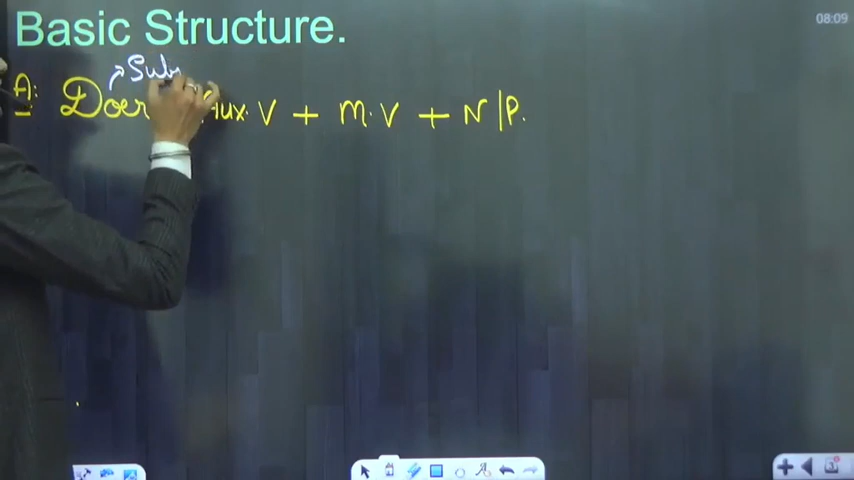 08:09
Basic Structure.
Sub
A: Doer Aux. V + M. V + N|P.